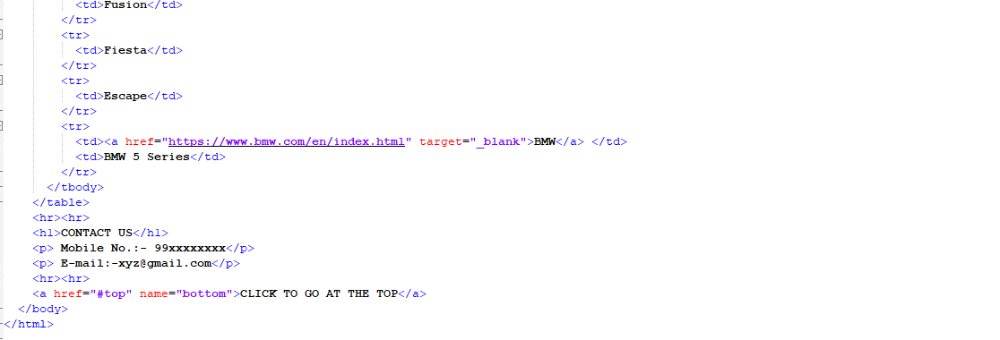 <td>Fusion</td>
</tr>
<tr>
<td>Fiesta</td>
</tr>
<tr>
<td>Escape</td>
</tr>
<tr>
<td><a href="https://www.bmw.com/en/index.html" target="_blank">BMW</a> </td>
<td>BMW 5 Series</td>
</tr>
</tbody>
</table>
<hr><hr>
<h1>CONTACT US</h1>
<p> Mobile No.:- 99xxxxxxxx</p>
<p> E-mail:-xyz@gmail.com</p>
<hr><hr>
<a href="#top" name="bottom">CLICK TO GO AT THE TOP</a>
</body>
</html>